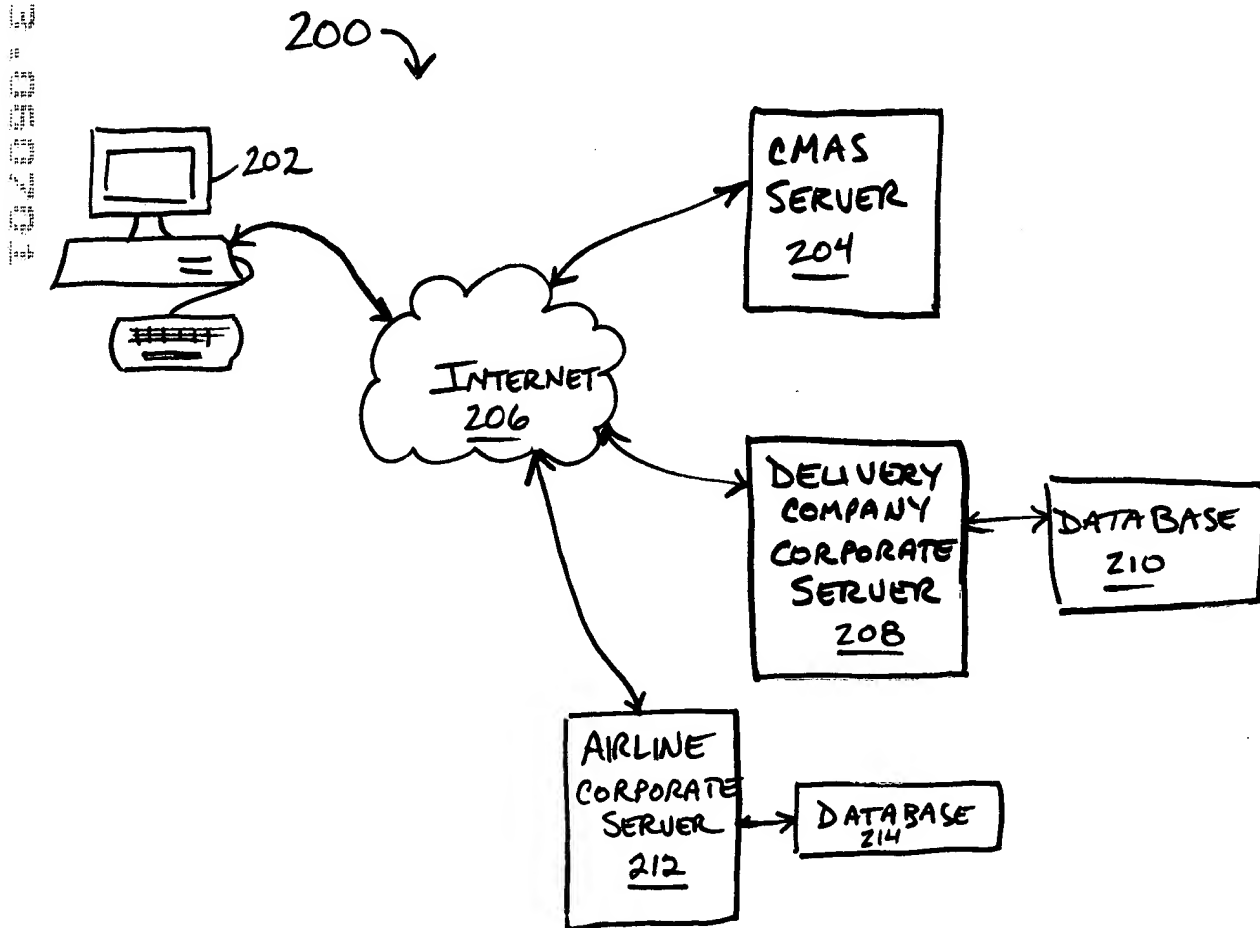 200
202
CMAS
SERVER
204
INTERNET
206
DELIVERY
COMPANY
CORPORATE
SERVER
208
DATABASE
210
AIRLINE
CORPORATE
SERVER
212
DATABASE
214